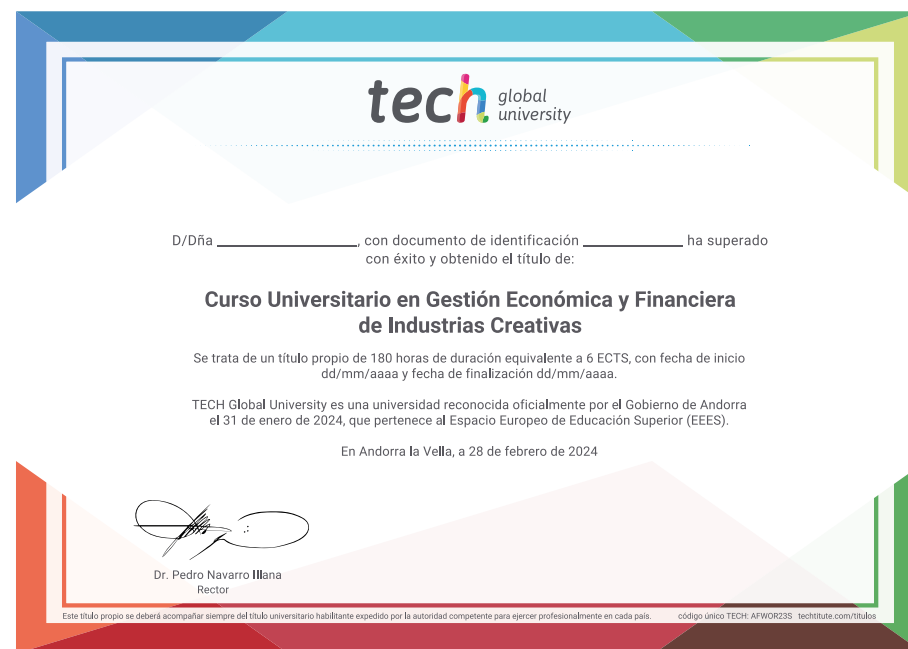 tech global university
D/Dña ____________, con documento de identificación ____________ ha superado
con éxito y obtenido el título de:
Curso Universitario en Gestión Económica y Financiera
de Industrias Creativas
Se trata de un título propio de 180 horas de duración equivalente a 6 ECTS, con fecha de inicio
dd/mm/aaaa y fecha de finalización dd/mm/aaaa.
TECH Global University es una universidad reconocida oficialmente por el Gobierno de Andorra
el 31 de enero de 2024, que pertenece al Espacio Europeo de Educación Superior (EEES).
En Andorra la Vella, a 28 de febrero de 2024
Dr. Pedro Navarro Illana
Rector
Este título propio se deberá acompañar siempre del título universitario habilitante expedido por la autoridad competente para ejercer profesionalmente en cada país. código único TECH: AFWOR23S techtitute.com/titulos